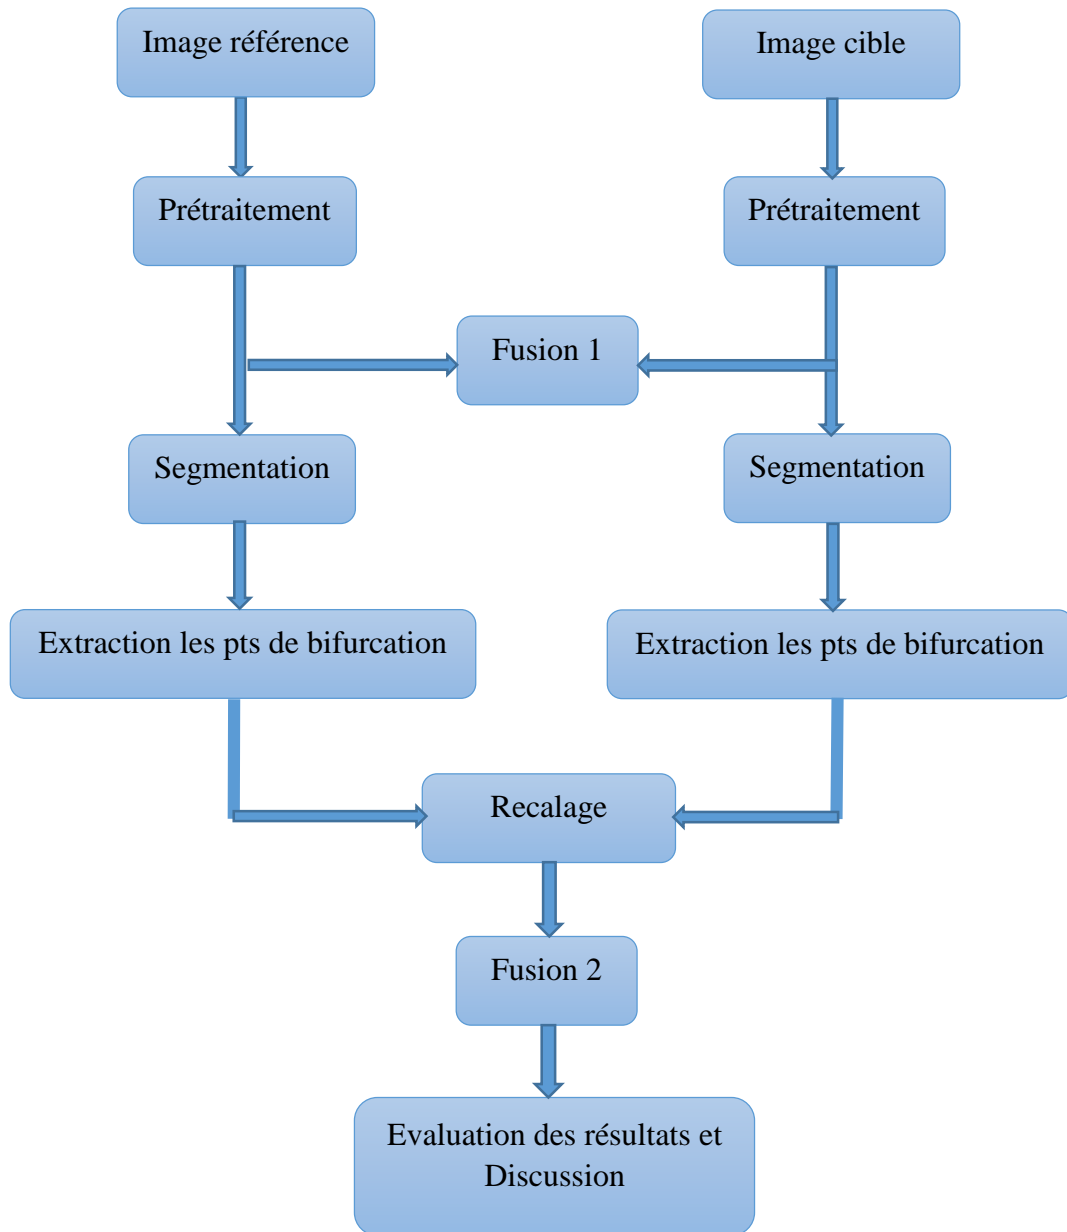 Image référence
Image cible
Prétraitement
Prétraitement
Fusion 1
Segmentation
Segmentation
Extraction les pts de bifurcation
Extraction les pts de bifurcation
Recalage
Fusion 2
Evaluation des résultats et
Discussion